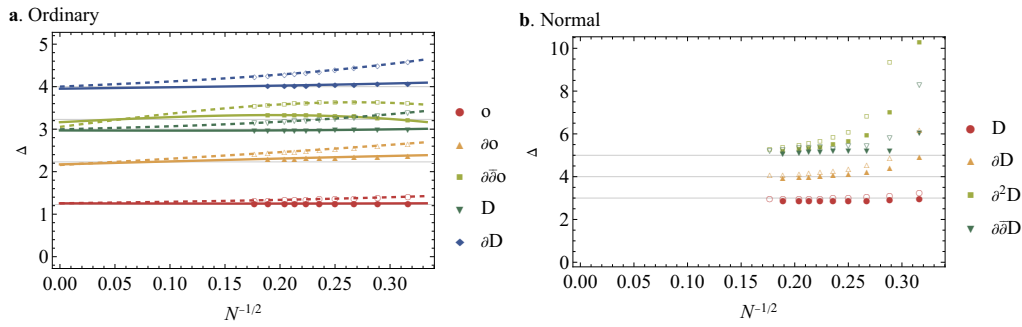 a. Ordinary
5
4
3
2
1
0
Δ
0.00 0.05 0.10 0.15 0.20 0.25 0.30
N^{-1/2}
o
∂o
∂∂̄o
D
∂D
b. Normal
10
8
6
4
2
0
Δ
0.00 0.05 0.10 0.15 0.20 0.25 0.30
N^{-1/2}
D
∂D
∂²D
∂∂̄D